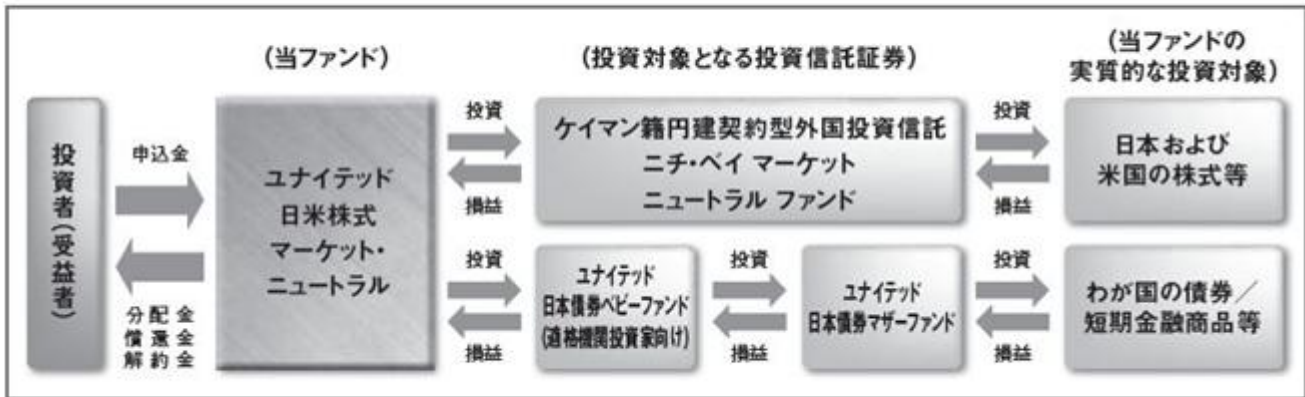 (当ファンド)
(投資対象となる投資信託証券)
(当ファンドの
実質的な投資対象)
投資者(受益者)
申込金
分配金
償還金
解約金
ユナイテッド
日米株式
マーケット・
ニュートラル
投資
損益
ケイマン籍円建契約型外国投資信託
ニチ・ベイ マーケット
ニュートラル ファンド
投資
損益
日本および
米国の株式等
投資
損益
ユナイテッド
日本債券ベビーファンド
(適格機関投資家向け)
投資
損益
ユナイテッド
日本債券マザーファンド
投資
損益
わが国の債券/
短期金融商品等